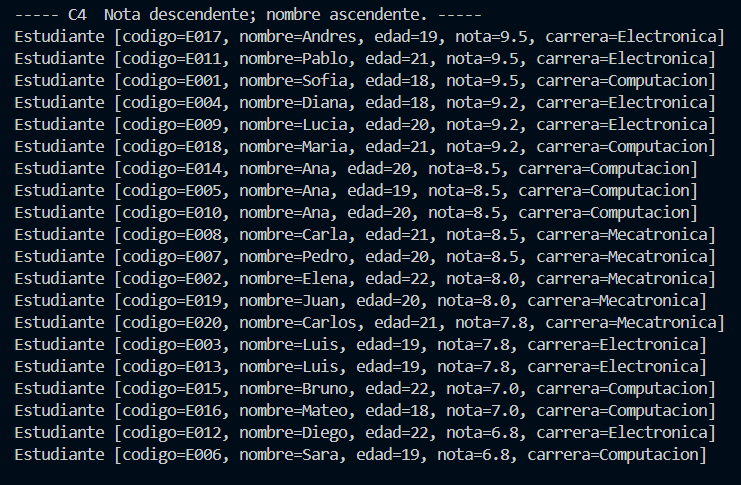 ----- C4  Nota descendente; nombre ascendente. -----
Estudiante [codigo=E017, nombre=Andres, edad=19, nota=9.5, carrera=Electronica]
Estudiante [codigo=E011, nombre=Pablo, edad=21, nota=9.5, carrera=Electronica]
Estudiante [codigo=E001, nombre=Sofia, edad=18, nota=9.5, carrera=Computacion]
Estudiante [codigo=E004, nombre=Diana, edad=18, nota=9.2, carrera=Electronica]
Estudiante [codigo=E009, nombre=Lucia, edad=20, nota=9.2, carrera=Electronica]
Estudiante [codigo=E018, nombre=Maria, edad=21, nota=9.2, carrera=Computacion]
Estudiante [codigo=E014, nombre=Ana, edad=20, nota=8.5, carrera=Computacion]
Estudiante [codigo=E005, nombre=Ana, edad=19, nota=8.5, carrera=Computacion]
Estudiante [codigo=E010, nombre=Ana, edad=20, nota=8.5, carrera=Computacion]
Estudiante [codigo=E008, nombre=Carla, edad=21, nota=8.5, carrera=Mecatronica]
Estudiante [codigo=E007, nombre=Pedro, edad=20, nota=8.5, carrera=Mecatronica]
Estudiante [codigo=E002, nombre=Elena, edad=22, nota=8.0, carrera=Mecatronica]
Estudiante [codigo=E019, nombre=Juan, edad=20, nota=8.0, carrera=Mecatronica]
Estudiante [codigo=E020, nombre=Carlos, edad=21, nota=7.8, carrera=Mecatronica]
Estudiante [codigo=E003, nombre=Luis, edad=19, nota=7.8, carrera=Electronica]
Estudiante [codigo=E013, nombre=Luis, edad=19, nota=7.8, carrera=Electronica]
Estudiante [codigo=E015, nombre=Bruno, edad=22, nota=7.0, carrera=Computacion]
Estudiante [codigo=E016, nombre=Mateo, edad=18, nota=7.0, carrera=Computacion]
Estudiante [codigo=E012, nombre=Diego, edad=22, nota=6.8, carrera=Electronica]
Estudiante [codigo=E006, nombre=Sara, edad=19, nota=6.8, carrera=Computacion]